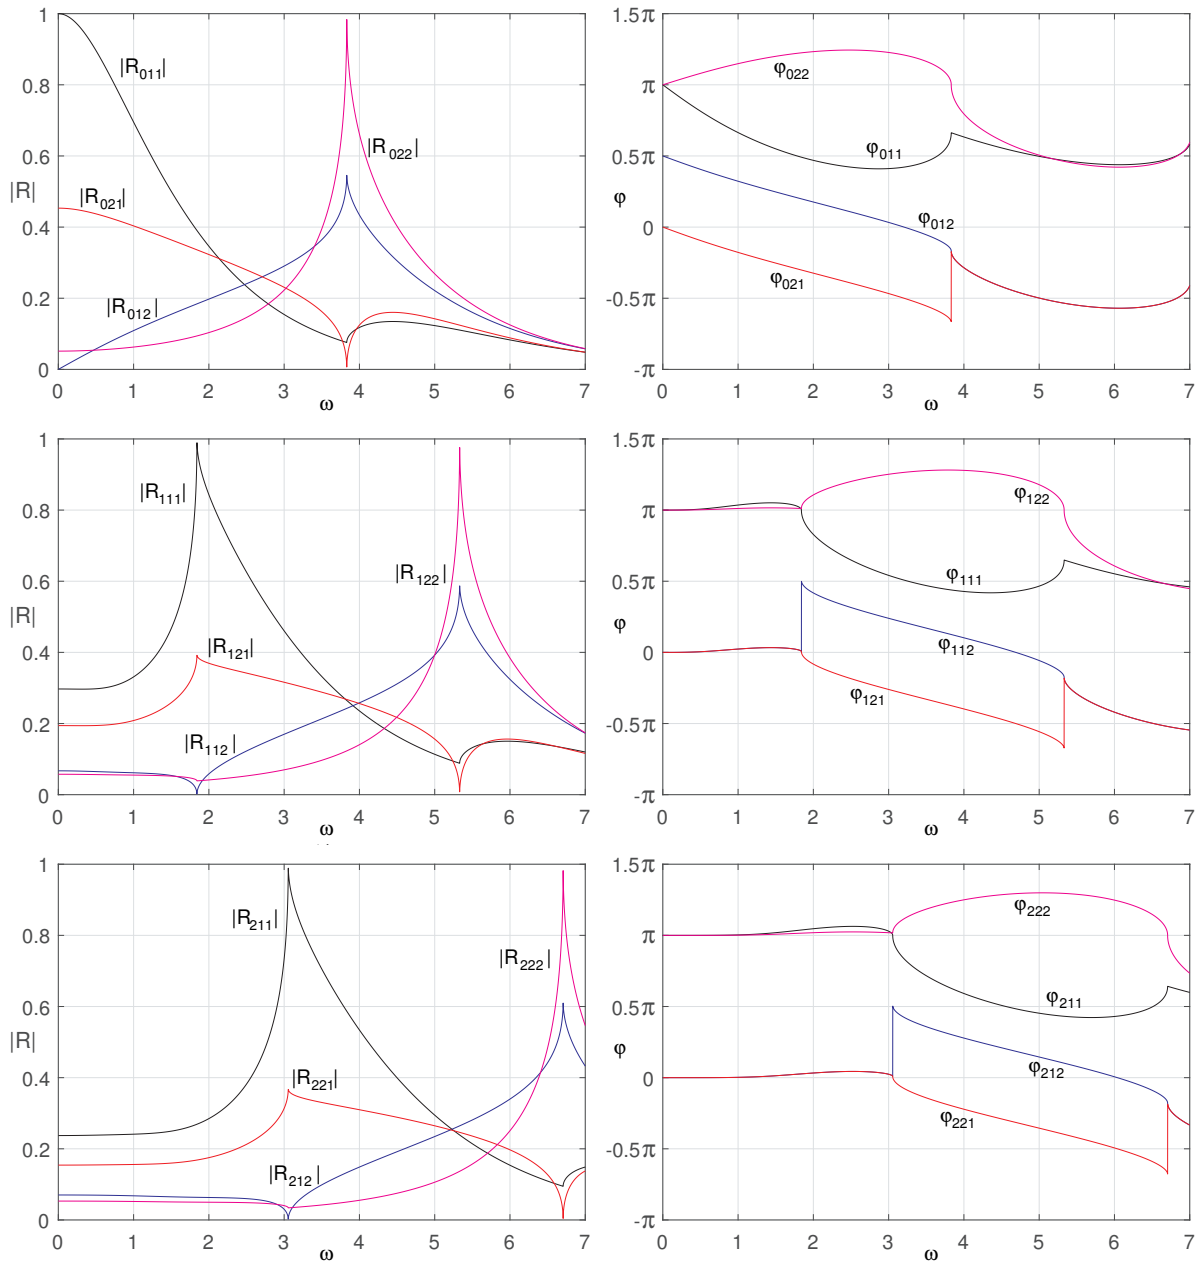 1
0.8
0.6
|R|
0.4
0.2
0
0 1 2 3 4 5 6 7
ω
|R011|
|R022|
|R021|
|R012|
1.5π
π
0.5π
φ
0
-0.5π
-π
0 1 2 3 4 5 6 7
ω
φ022
φ011
φ012
φ021
1
0.8
0.6
|R|
0.4
0.2
0
0 1 2 3 4 5 6 7
ω
|R111|
|R122|
|R121|
|R112|
1.5π
π
0.5π
φ
0
-0.5π
-π
0 1 2 3 4 5 6 7
ω
φ122
φ111
φ112
φ121
1
0.8
0.6
|R|
0.4
0.2
0
0 1 2 3 4 5 6 7
ω
|R211|
|R222|
|R221|
|R212|
1.5π
π
0.5π
φ
0
-0.5π
-π
0 1 2 3 4 5 6 7
ω
φ222
φ211
φ212
φ221